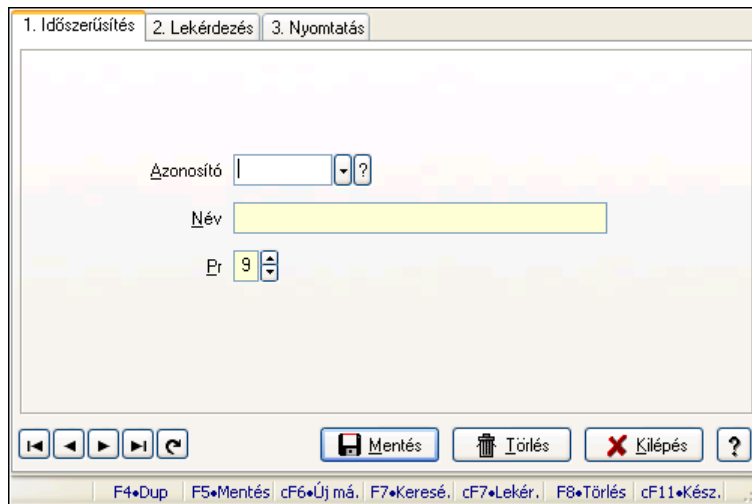 1. Időszerűsítés 2. Lekérdezés 3. Nyomtatás
Azonosító ?
Név
Pr 9
Mentés Törlés Kilépés ?
F4•Dup F5•Mentés cF6•Új má. F7•Keresé. cF7•Lekér. F8•Törlés cF11•Kész.